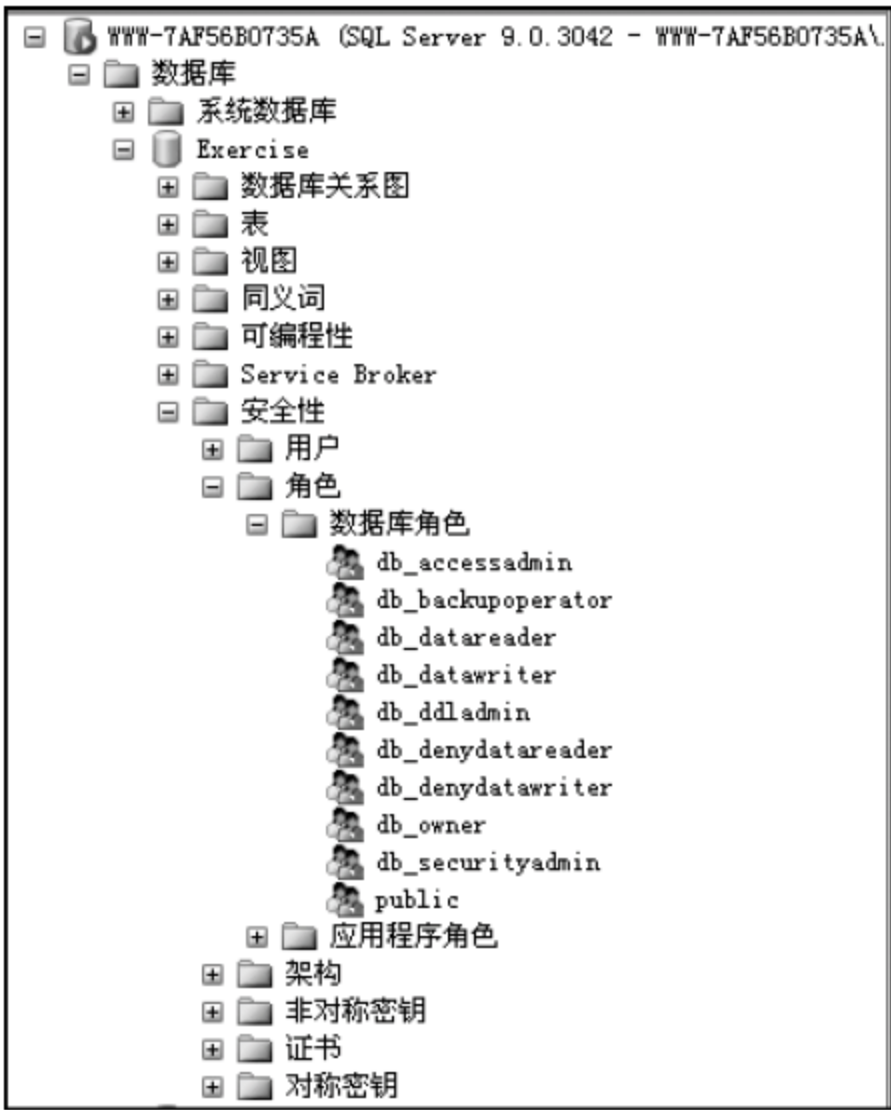 WWW-7AF56B0735A (SQL Server 9.0.3042 - WWW-7AF56B0735A\.
数据库
系统数据库
Exercise
数据库关系图
表
视图
同义词
可编程性
Service Broker
安全性
用户
角色
数据库角色
db_accessadmin
db_backupoperator
db_datareader
db_datawriter
db_ddladmin
db_denydatareader
db_denydatawriter
db_owner
db_securityadmin
public
应用程序角色
架构
非对称密钥
证书
对称密钥